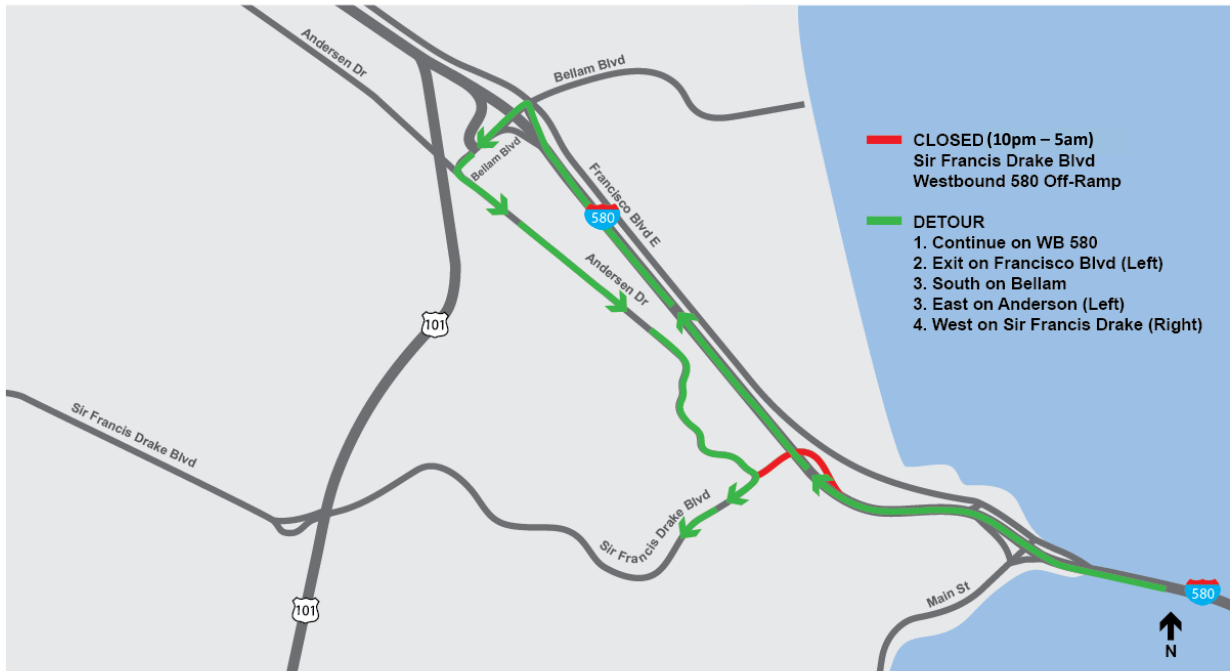 Andersen Dr
Bellam Blvd
Bellam Blvd
Francisco Blvd E
580
Andersen Dr
101
Sir Francis Drake Blvd
Sir Francis Drake Blvd
101
Main St
580
N
CLOSED (10pm – 5am)
Sir Francis Drake Blvd
Westbound 580 Off-Ramp
DETOUR
1. Continue on WB 580
2. Exit on Francisco Blvd (Left)
3. South on Bellam
3. East on Anderson (Left)
4. West on Sir Francis Drake (Right)